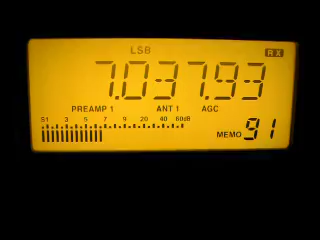 LSB RX
7.037.93
PREAMP 1 ANT 1 AGC
S1 3 5 7 9 20 40 60dB
MEMO 91